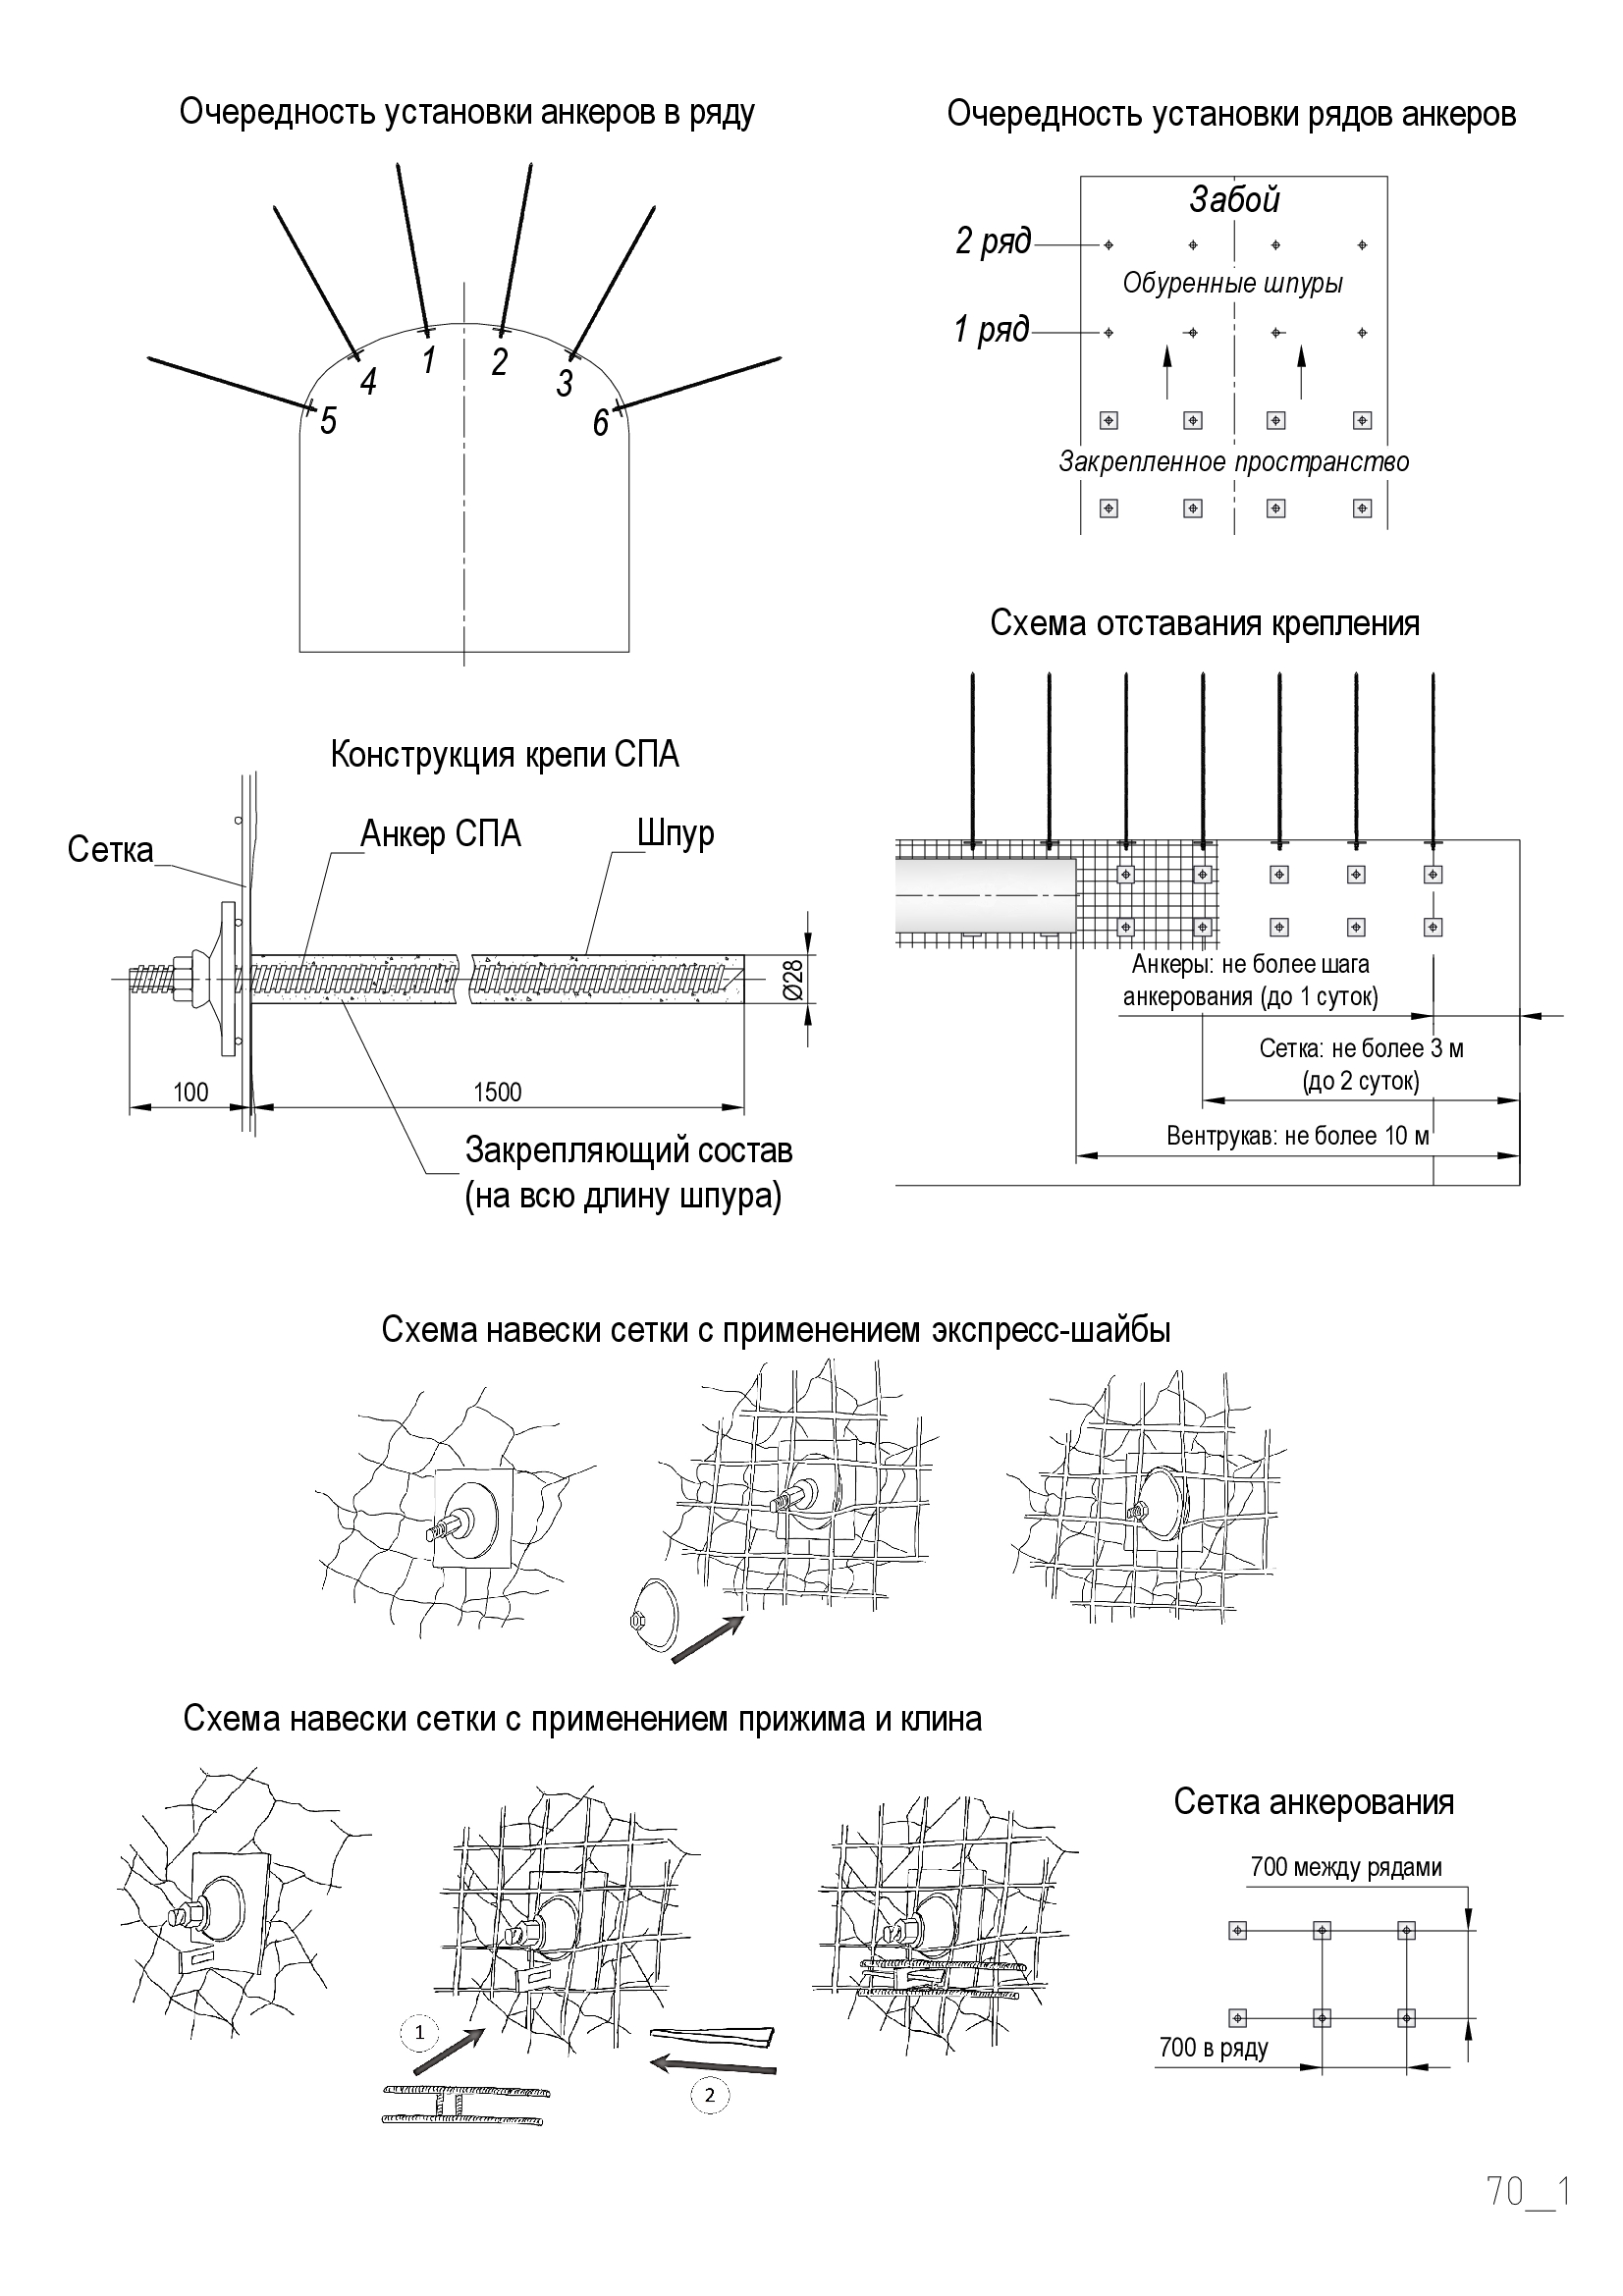 Очередность установки анкеров в ряду
1
2
3
4
5
6
Очередность установки рядов анкеров
Забой
2 ряд
Обуренные шпуры
1 ряд
Закрепленное пространство
Схема отставания крепления
Анкеры: не более шага
анкерования (до 1 суток)
Сетка: не более 3 м
(до 2 суток)
Вентрукав: не более 10 м
Конструкция крепи СПА
Сетка
Анкер СПА
Шпур
Ø28
100
1500
Закрепляющий состав
(на всю длину шпура)
Схема навески сетки с применением экспресс-шайбы
Схема навески сетки с применением прижима и клина
1
2
Сетка анкерования
700 между рядами
700 в ряду
70__1